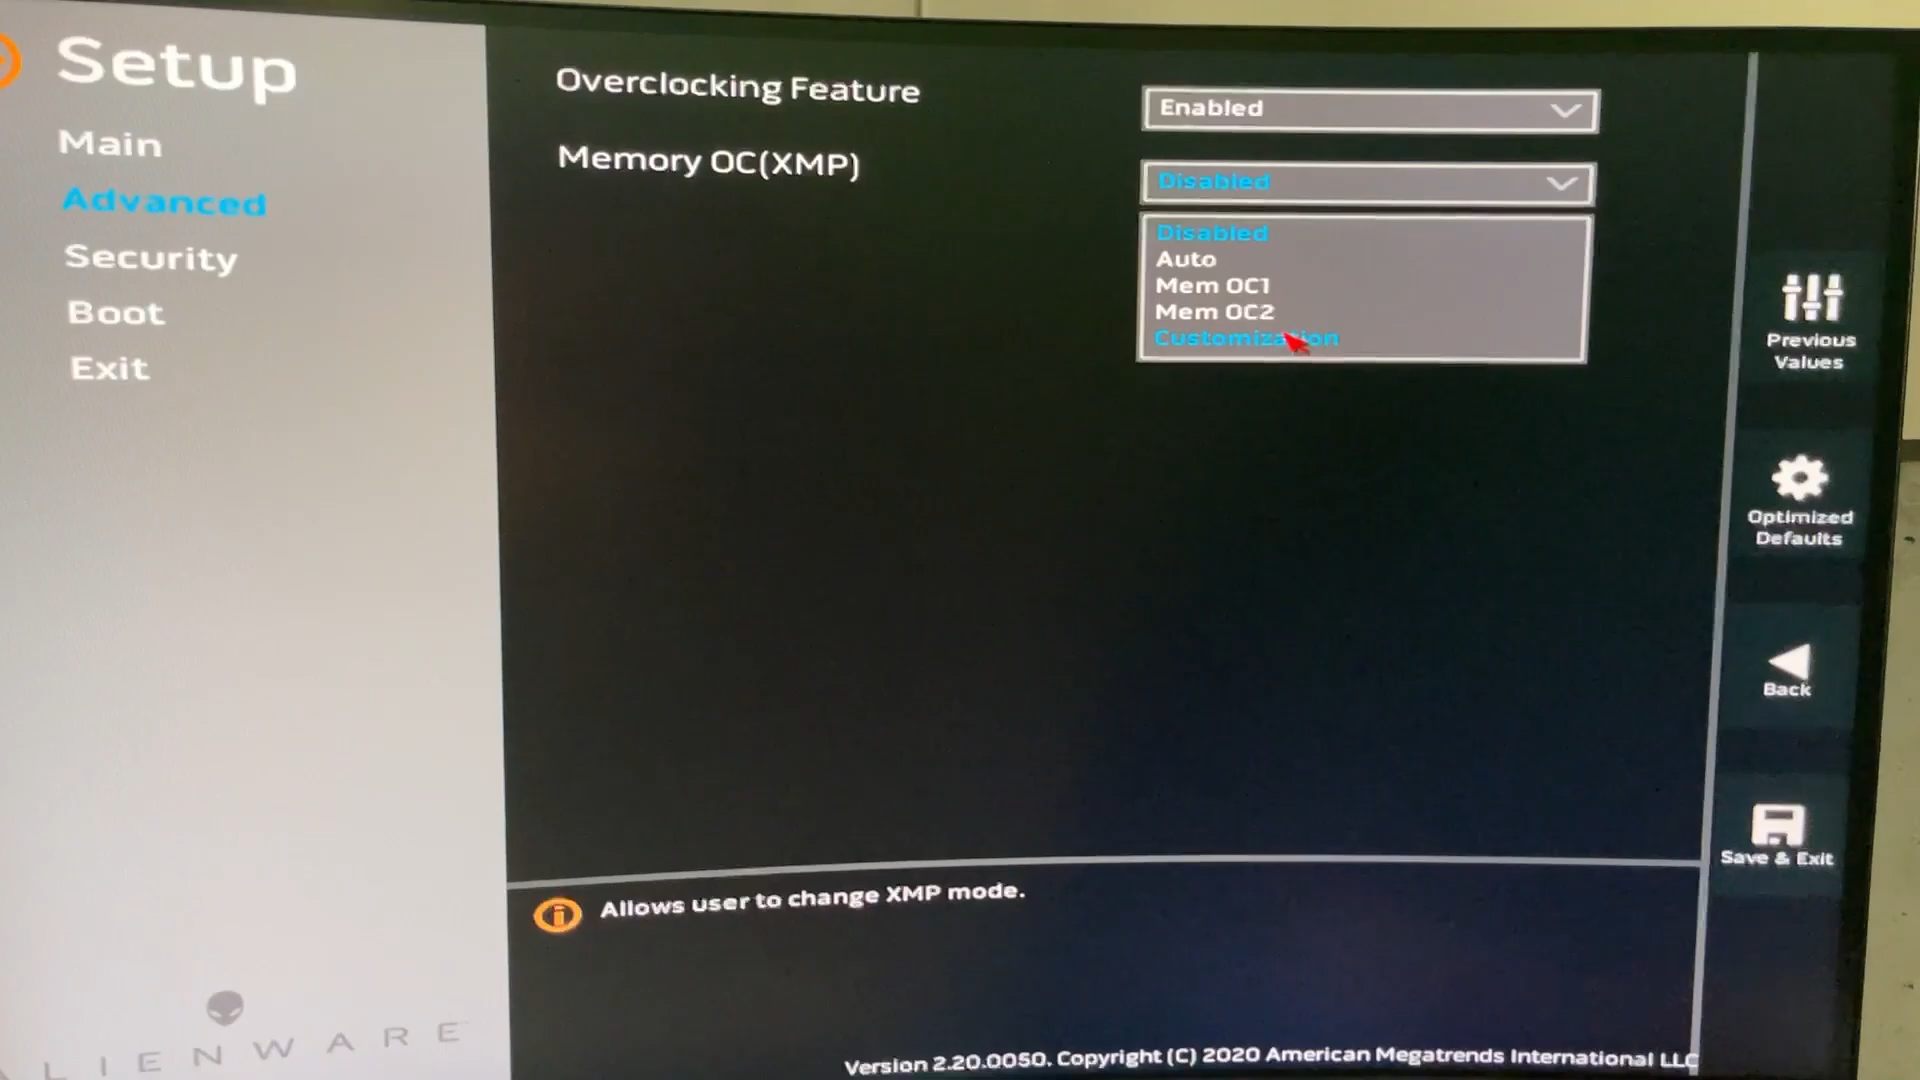 Setup
Main
Advanced
Security
Boot
Exit
Overclocking Feature
Enabled
Memory OC(XMP)
Disabled
Disabled
Auto
Mem OC1
Mem OC2
Customization
Previous
Values
Optimized
Defaults
Back
Save & Exit
Allows user to change XMP mode.
LIENWARE
Version 2.20.0050. Copyright (C) 2020 American Megatrends International LLC